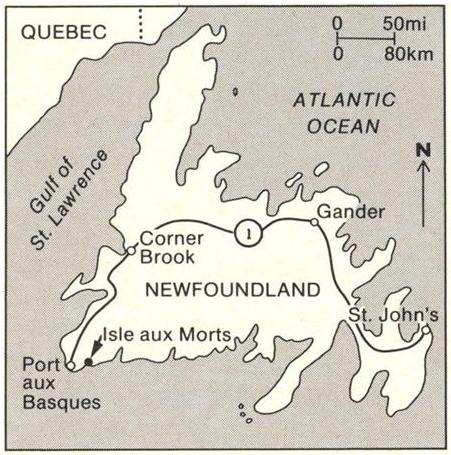 QUEBEC
0 50mi
0 80km
ATLANTIC
OCEAN
N
Gulf of
St. Lawrence
Gander
1
Corner
Brook
NEWFOUNDLAND
St. John's
Isle aux Morts
Port
aux
Basques